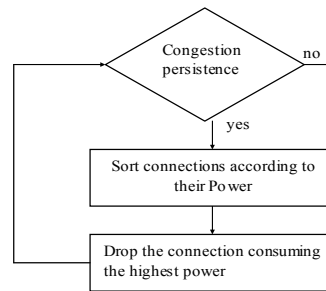 Congestion
persistence
no
yes
Sort connections according to
their Power
Drop the connection consuming
the highest power